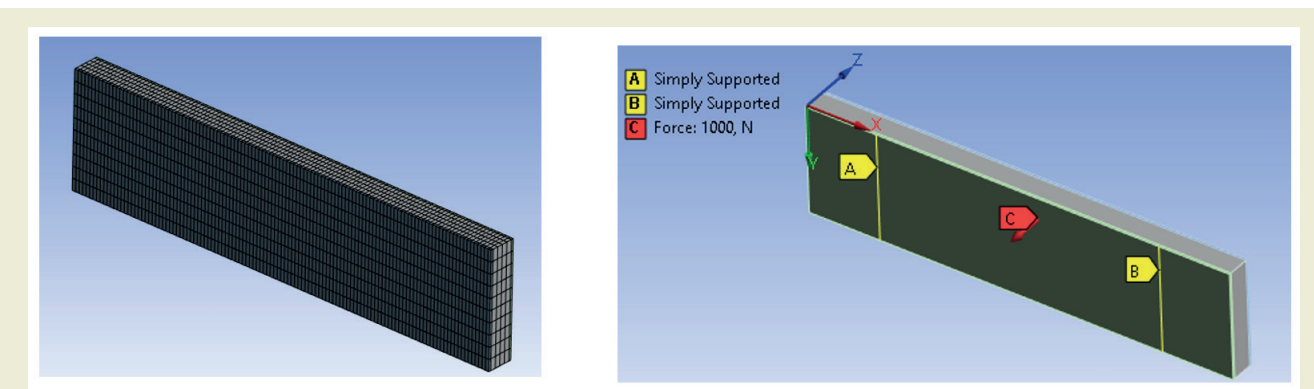 A Simply Supported
B Simply Supported
C Force: 1000, N
Z
X
Y
A
C
B